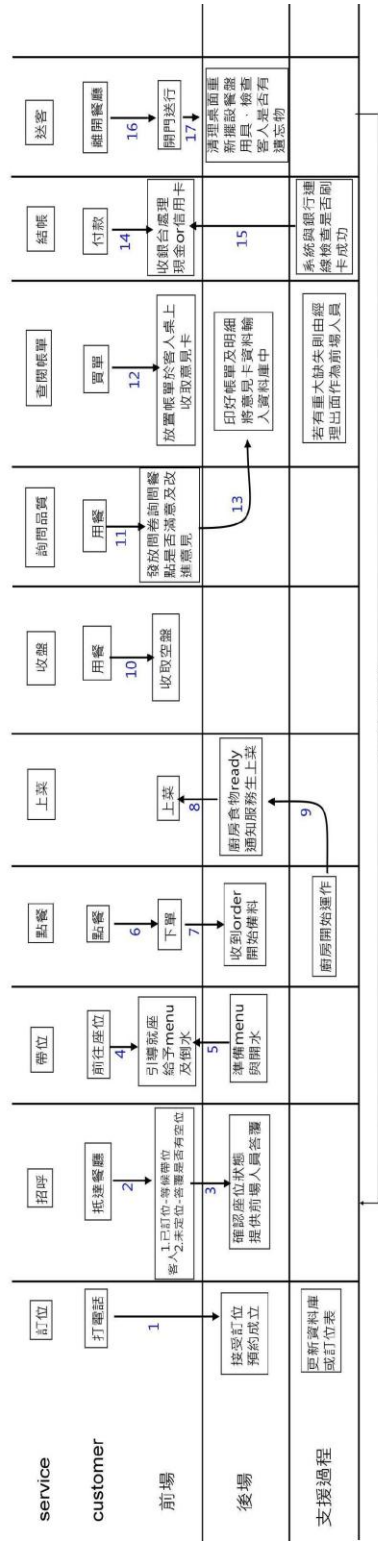 service
訂位
招呼
帶位
點餐
上菜
收盤
詢問品質
查閱帳單
結帳
送客
customer
打電話
抵達餐廳
前往座位
點餐
用餐
用餐
買單
付款
離開餐廳
1
2
4
6
10
11
12
14
16
前場
客人1.已訂位-等候帶位
2.未定位-答覆是否有空位
引導就座
給予menu
及倒水
下單
上菜
收取空盤
發放問卷詢問餐
點是否滿意及改
進意見
放置帳單於客人桌上
收取意見卡
收銀台處理
現金or信用卡
開門送行
3
5
7
8
13
15
17
後場
接受訂位
預約成立
確認座位狀態
提供前場人員答覆
準備menu
與開水
收到order
開始備料
廚房食物ready
通知服務生上菜
印好帳單及明細
將意見卡資料輸
入資料庫中
清理桌面重
新擺設餐盤
用具、檢查
客人是否有
遺忘物
9
支援過程
更新資料庫
或訂位表
廚房開始運作
若有重大缺失則由經
理出面作為前場人員
系統與銀行連
線檢查是否刷
卡成功